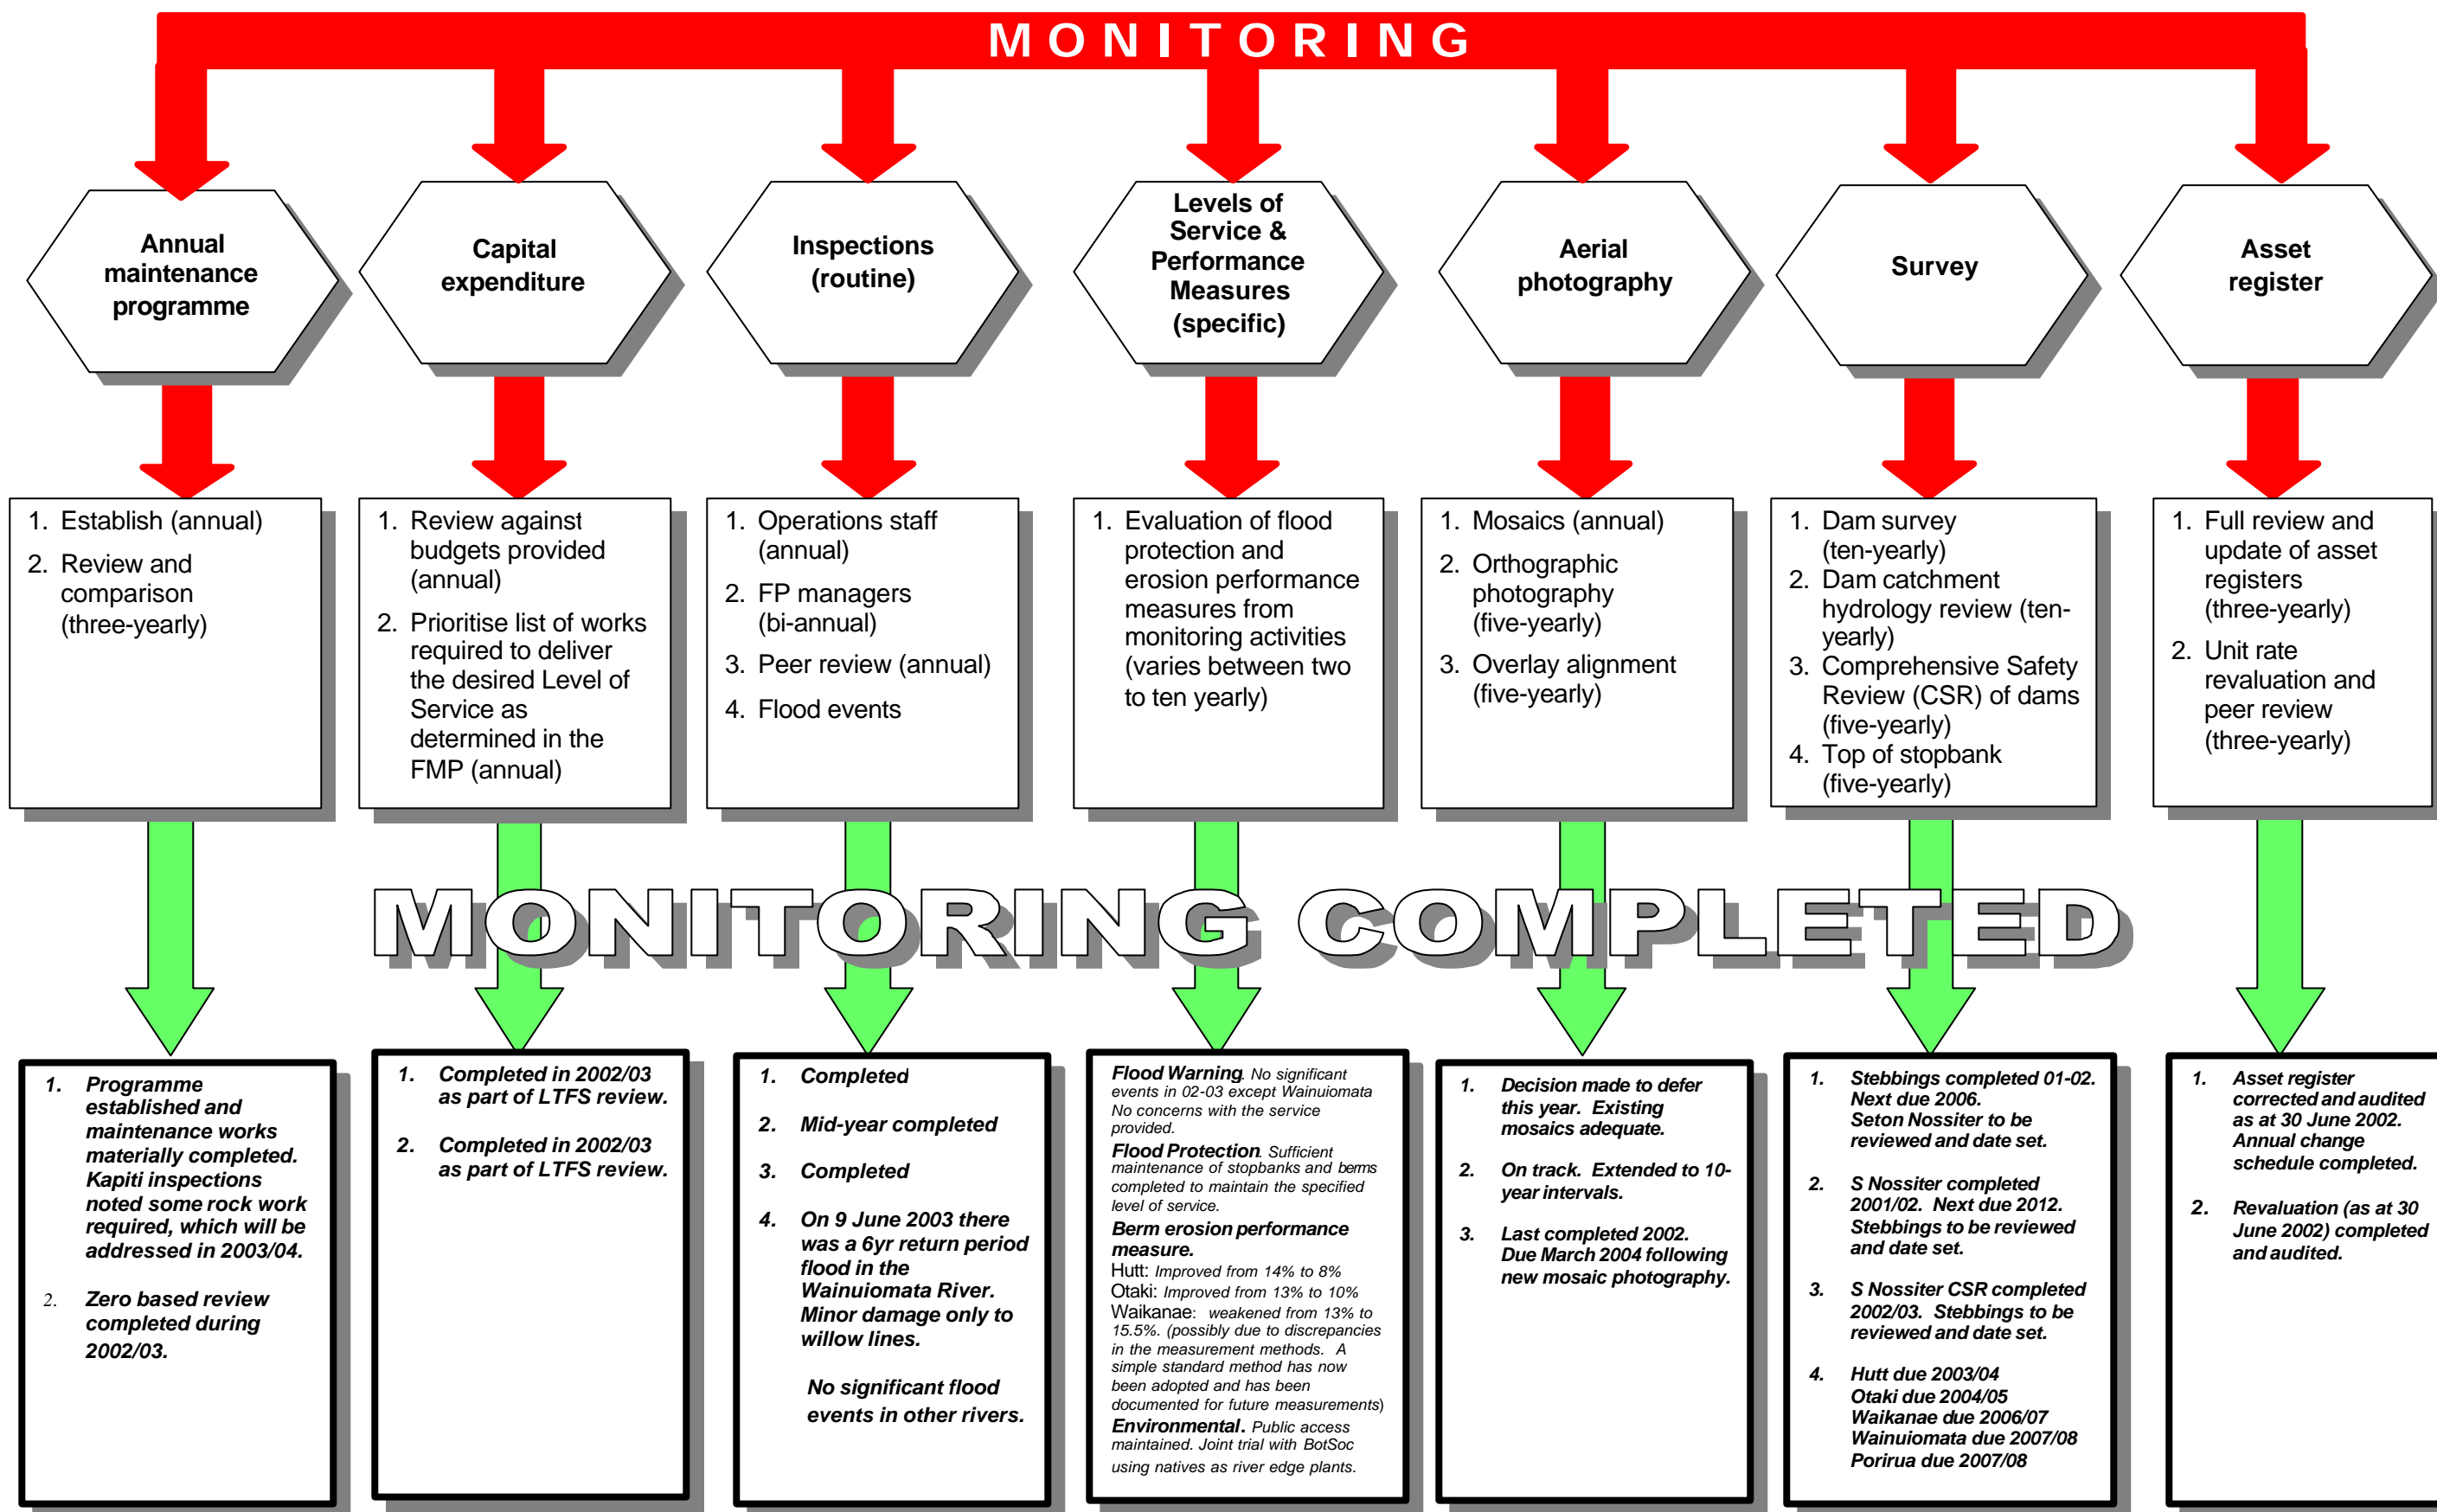 MONITORING
Annual
maintenance
programme
Capital
expenditure
Inspections
(routine)
Levels of
Service &
Performance
Measures
(specific)
Aerial
photography
Survey
Asset
register
1. Establish (annual)
2. Review and
comparison
(three-yearly)
1. Review against
budgets provided
(annual)
2. Prioritise list of works
required to deliver
the desired Level of
Service as
determined in the
FMP (annual)
1. Operations staff
(annual)
2. FP managers
(bi-annual)
3. Peer review (annual)
4. Flood events
1. Evaluation of flood
protection and
erosion performance
measures from
monitoring activities
(varies between two
to ten yearly)
1. Mosaics (annual)
2. Orthographic
photography
(five-yearly)
3. Overlay alignment
(five-yearly)
1. Dam survey
(ten-yearly)
2. Dam catchment
hydrology review (ten-
yearly)
3. Comprehensive Safety
Review (CSR) of dams
(five-yearly)
4. Top of stopbank
(five-yearly)
1. Full review and
update of asset
registers
(three-yearly)
2. Unit rate
revaluation and
peer review
(three-yearly)
MONITORING COMPLETED
1. Programme
established and
maintenance works
materially completed.
Kapiti inspections
noted some rock work
required, which will be
addressed in 2003/04.
2. Zero based review
completed during
2002/03.
1. Completed in 2002/03
as part of LTFS review.
2. Completed in 2002/03
as part of LTFS review.
1. Completed
2. Mid-year completed
3. Completed
4. On 9 June 2003 there
was a 6yr return period
flood in the
Wainuiomata River.
Minor damage only to
willow lines.
No significant flood
events in other rivers.
Flood Warning. No significant
events in 02-03 except Wainuiomata
No concerns with the service
provided.
Flood Protection. Sufficient
maintenance of stopbanks and berms
completed to maintain the specified
level of service.
Berm erosion performance
measure.
Hutt: Improved from 14% to 8%
Otaki: Improved from 13% to 10%
Waikanae: weakened from 13% to
15.5%. (possibly due to discrepancies
in the measurement methods. A
simple standard method has now
been adopted and has been
documented for future measurements)
Environmental. Public access
maintained. Joint trial with BotSoc
using natives as river edge plants.
1. Decision made to defer
this year. Existing
mosaics adequate.
2. On track. Extended to 10-
year intervals.
3. Last completed 2002.
Due March 2004 following
new mosaic photography.
1. Stebbings completed 01-02.
Next due 2006.
Seton Nossiter to be
reviewed and date set.
2. S Nossiter completed
2001/02. Next due 2012.
Stebbings to be reviewed
and date set.
3. S Nossiter CSR completed
2002/03. Stebbings to be
reviewed and date set.
4. Hutt due 2003/04
Otaki due 2004/05
Waikanae due 2006/07
Wainuiomata due 2007/08
Porirua due 2007/08
1. Asset register
corrected and audited
as at 30 June 2002.
Annual change
schedule completed.
2. Revaluation (as at 30
June 2002) completed
and audited.